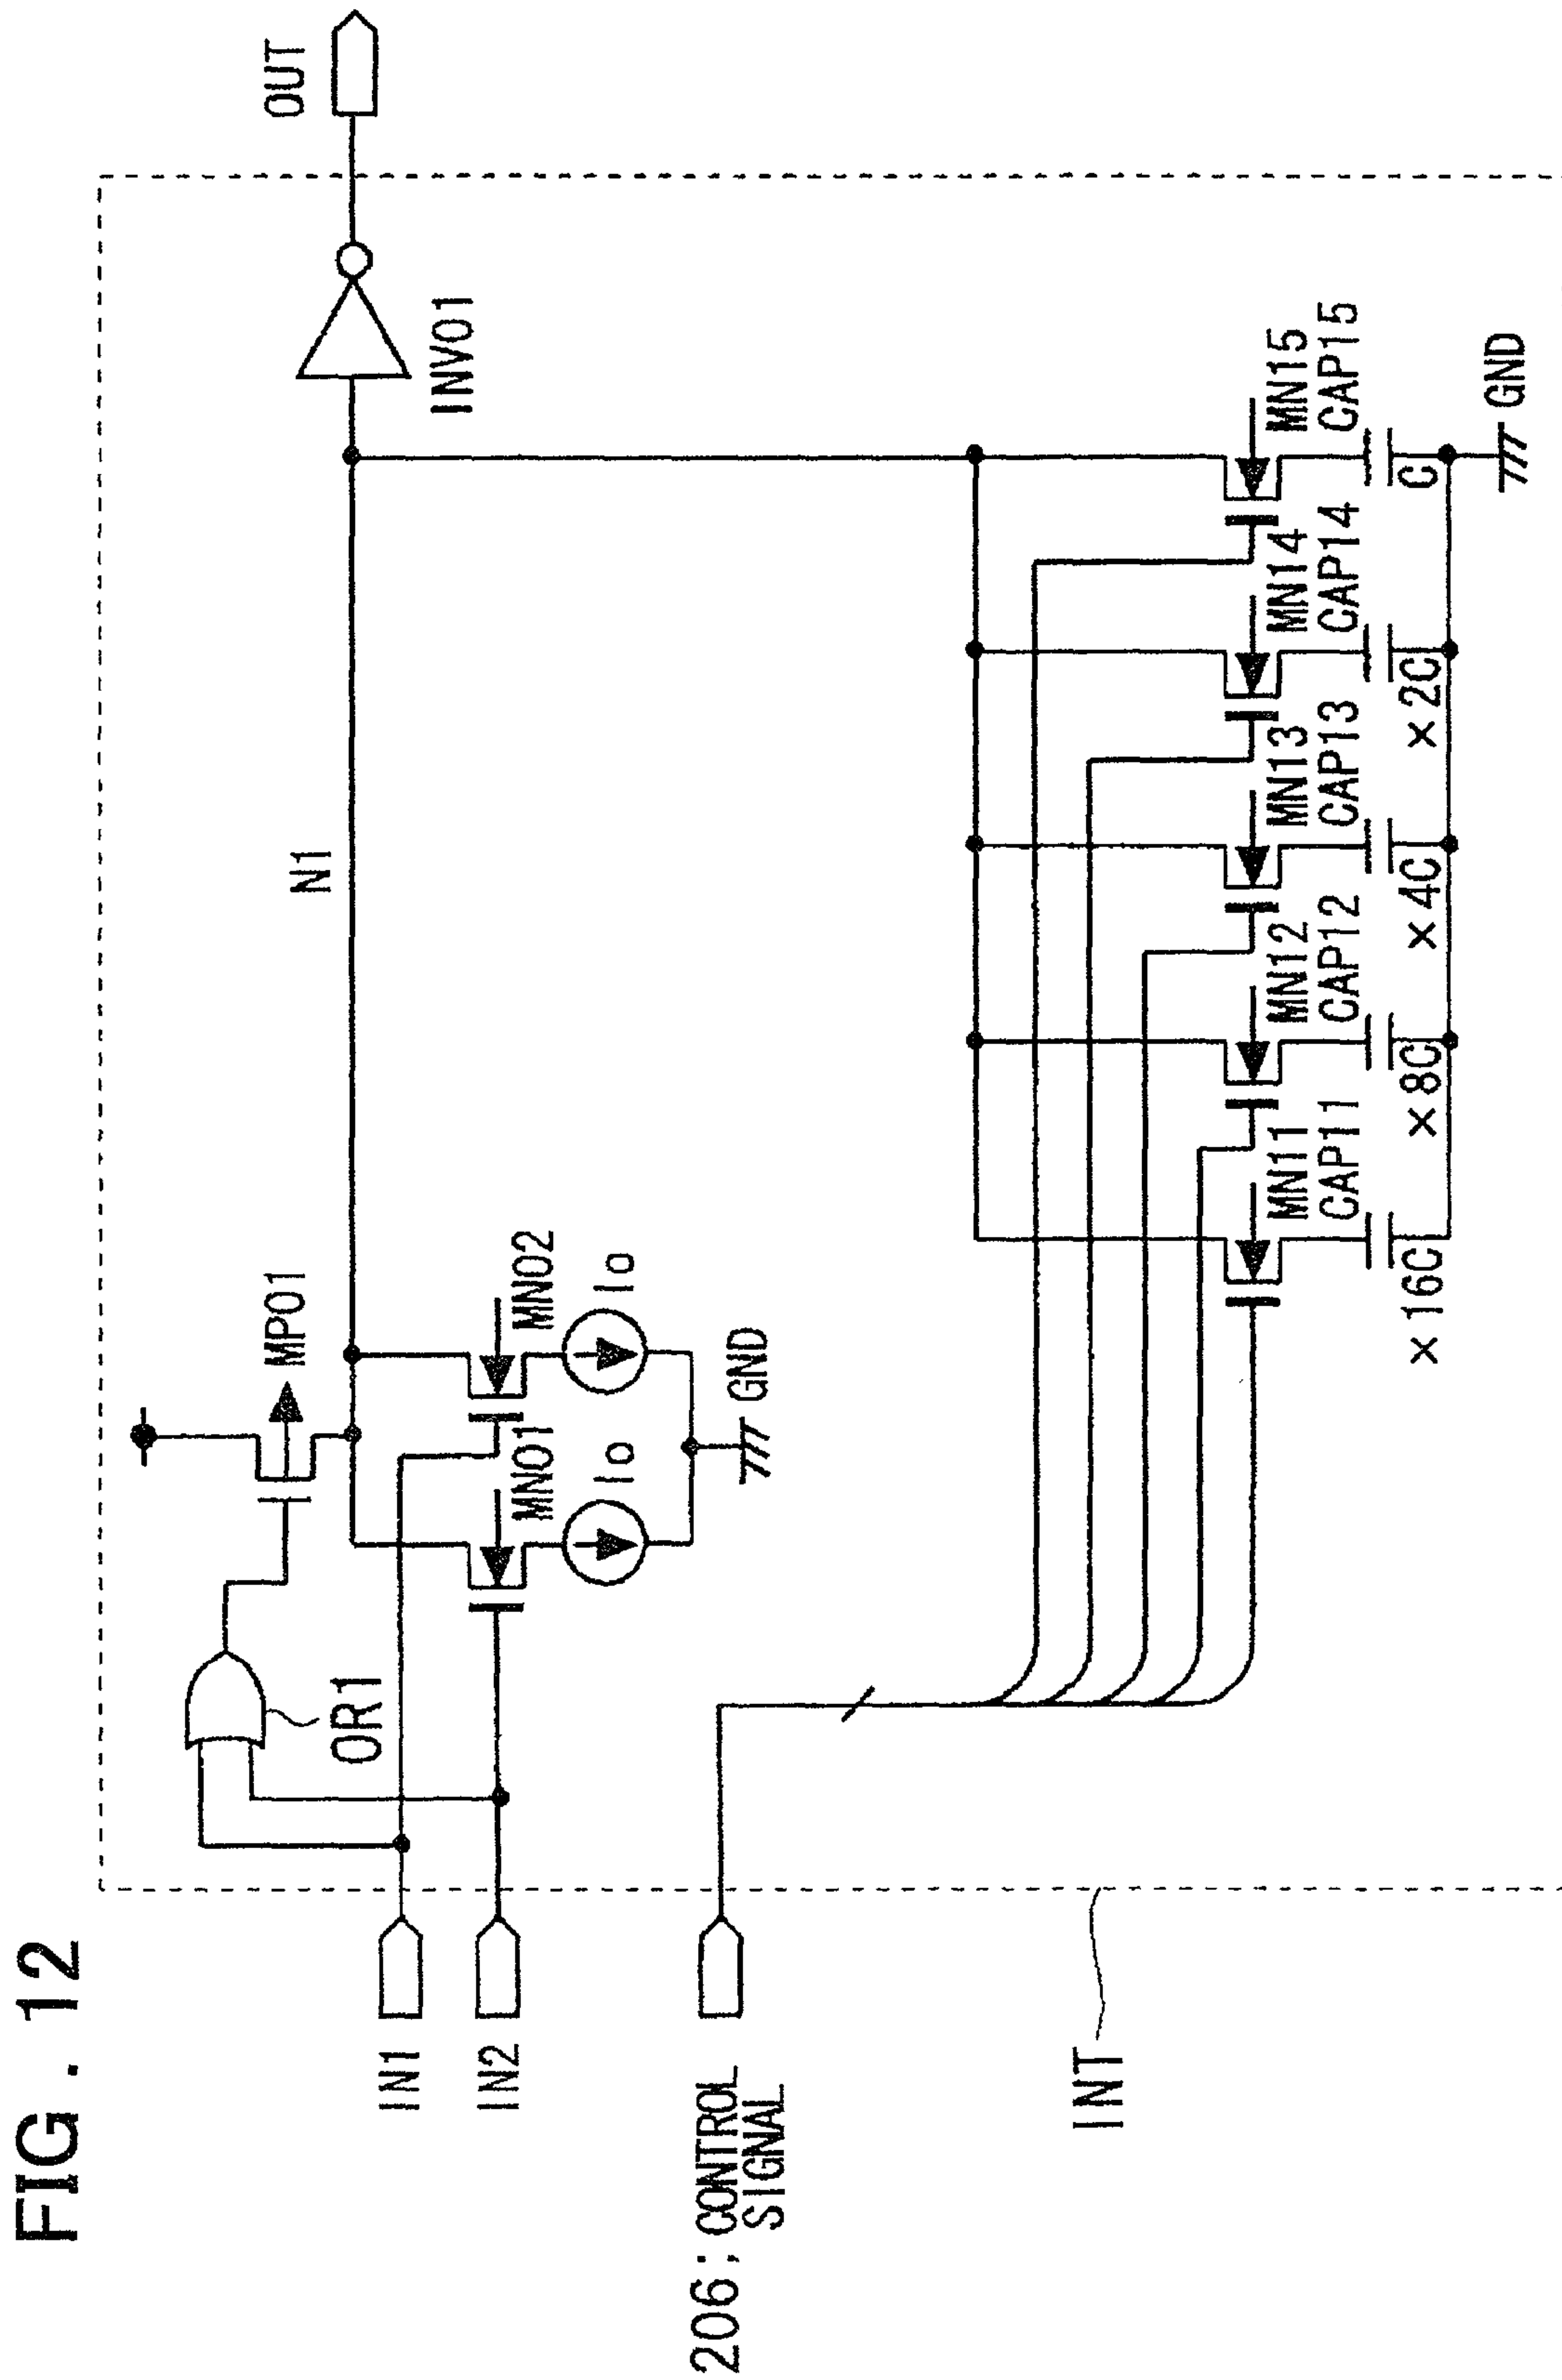 FIG. 12
IN1
IN2
206; CONTROL
SIGNAL
INT
OR1
MP01
MN01
MN02
Io
Io
GND
N1
INV01
OUT
MN11
CAP11
×16C
MN12
CAP12
×8C
MN13
CAP13
×4C
MN14
CAP14
×2C
MN15
CAP15
C
GND